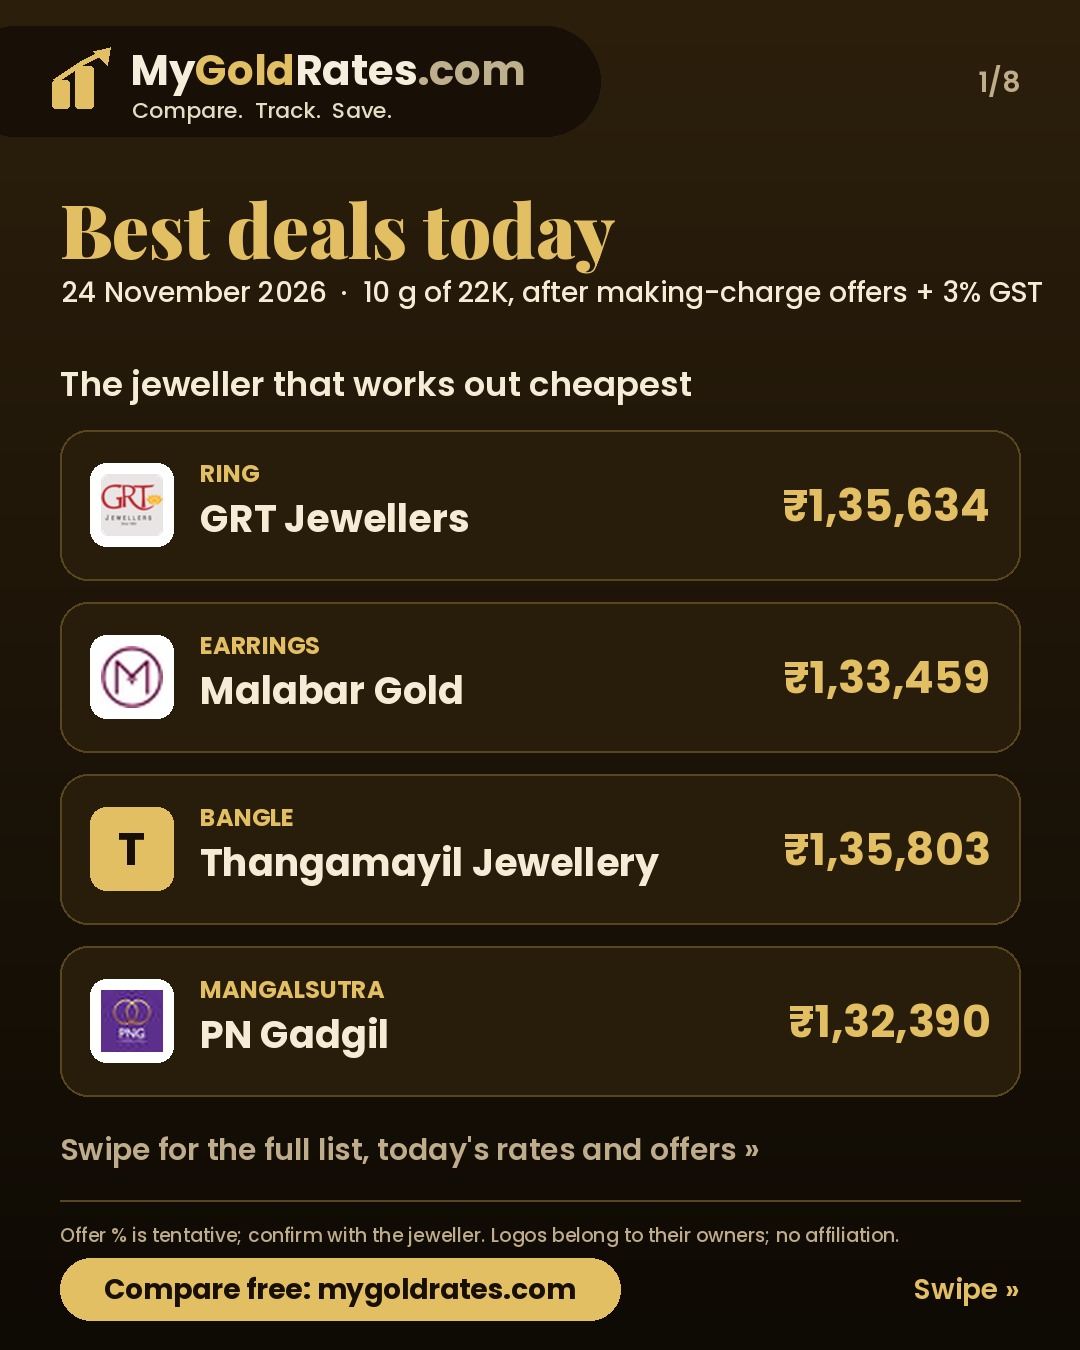 MyGoldRates.com
Compare. Track. Save.
1/8
Best deals today
24 November 2026 · 10 g of 22K, after making-charge offers + 3% GST
The jeweller that works out cheapest
GRT
JEWELLERS
RING
GRT Jewellers
₹1,35,634
M
EARRINGS
Malabar Gold
₹1,33,459
T
BANGLE
Thangamayil Jewellery
₹1,35,803
PNG
MANGALSUTRA
PN Gadgil
₹1,32,390
Swipe for the full list, today's rates and offers »
Offer % is tentative; confirm with the jeweller. Logos belong to their owners; no affiliation.
Compare free: mygoldrates.com
Swipe »